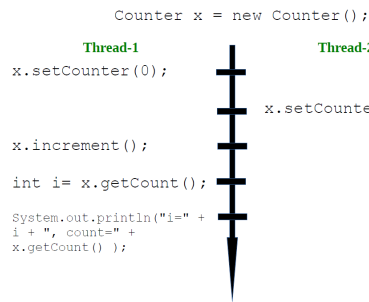 Counter x = new Counter();
Thread-1
Thread-2
x.setCounter(0);
x.setCounte
x.increment();
int i= x.getCount();
System.out.println("i=" +
i + ", count=" +
x.getCount() );